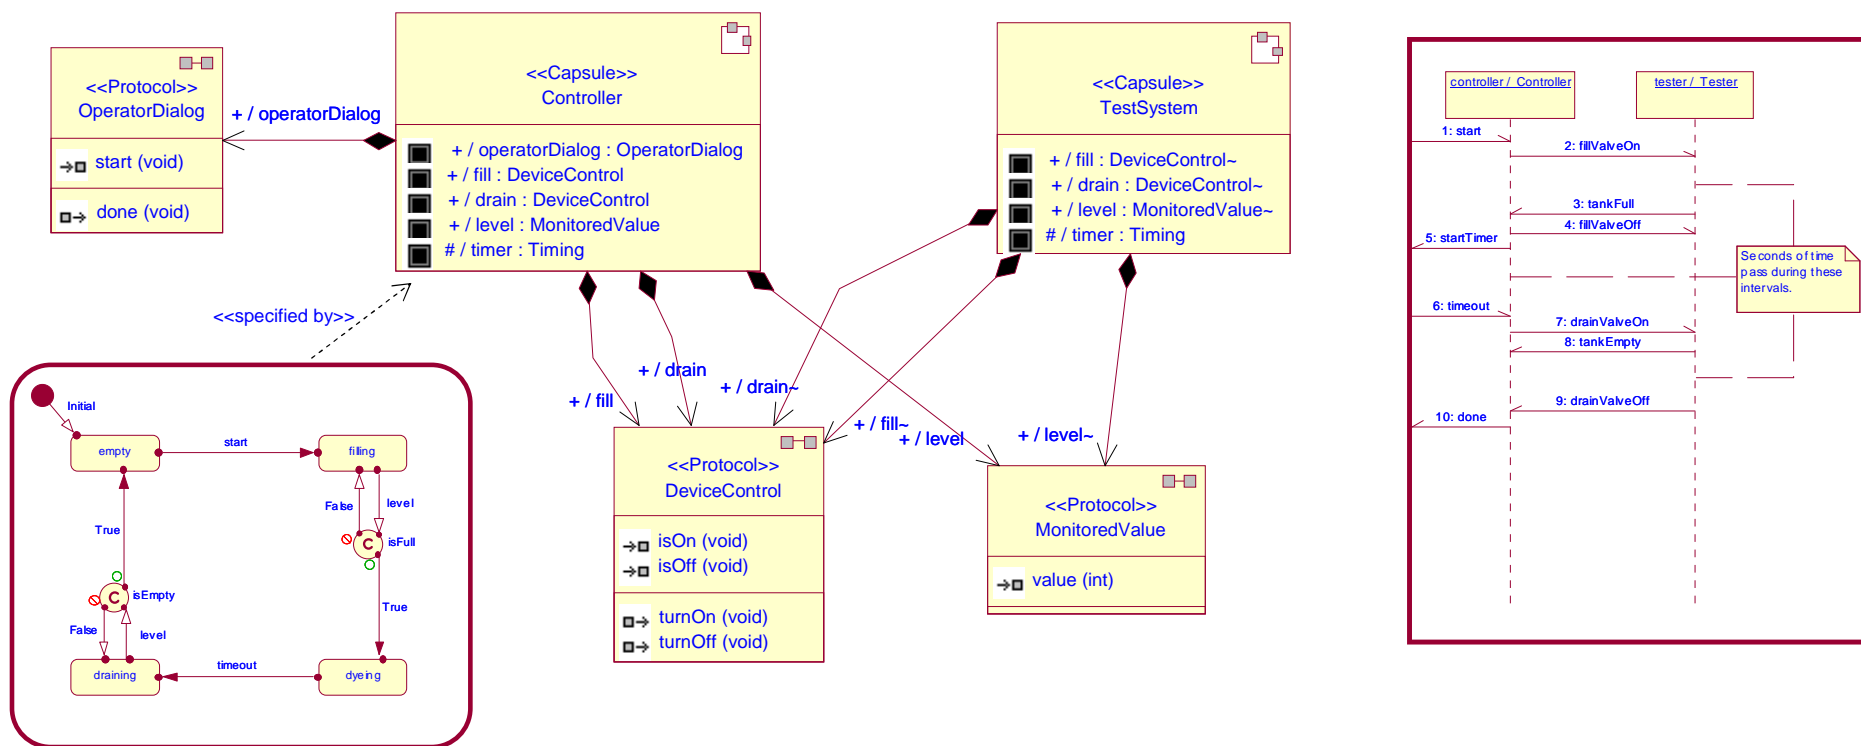 <<Protocol>>
OperatorDialog
start (void)
done (void)
+ / operatorDialog
<<Capsule>>
Controller
+ / operatorDialog : OperatorDialog
+ / fill : DeviceControl
+ / drain : DeviceControl
+ / level : MonitoredValue
# / timer : Timing
<<Capsule>>
TestSystem
+ / fill : DeviceControl~
+ / drain : DeviceControl~
+ / level : MonitoredValue~
# / timer : Timing
<<specified by>>
+ / fill
+ / drain
+ / drain~
+ / fill~
+ / level
+ / level~
<<Protocol>>
DeviceControl
isOn (void)
isOff (void)
turnOn (void)
turnOff (void)
<<Protocol>>
MonitoredValue
value (int)
Initial
empty
start
filling
False
level
C
isFull
True
True
C
isEmpty
False
level
draining
timeout
dyeing
controller / Controller
tester / Tester
1: start
2: fillValveOn
3: tankFull
4: fillValveOff
5: startTimer
Seconds of time
pass during these
intervals.
6: timeout
7: drainValveOn
8: tankEmpty
9: drainValveOff
10: done